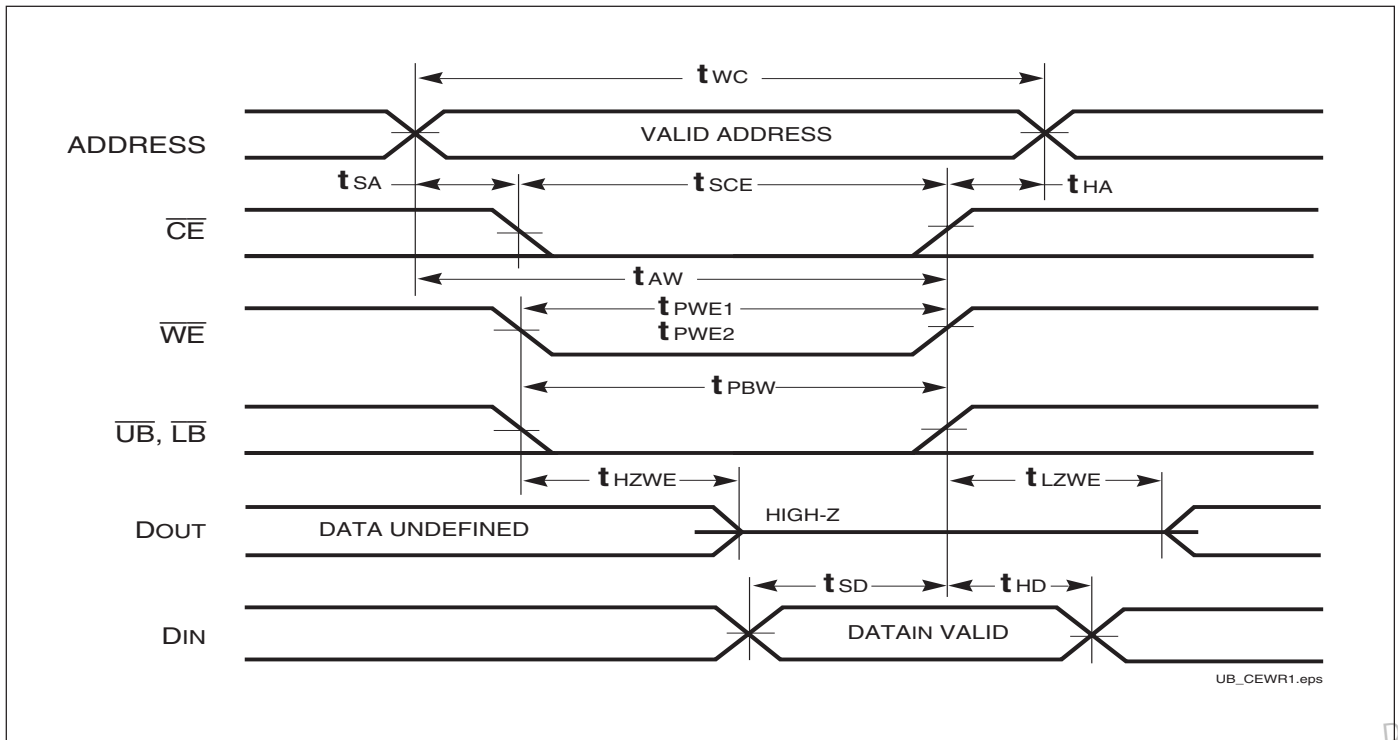 tWC
ADDRESS
VALID ADDRESS
tSA
tSCE
tHA
CE
tAW
WE
tPWE1
tPWE2
tPBW
UB, LB
tHZWE
tLZWE
DOUT
DATA UNDEFINED
HIGH-Z
tSD
tHD
DIN
DATAIN VALID
UB_CEWR1.eps